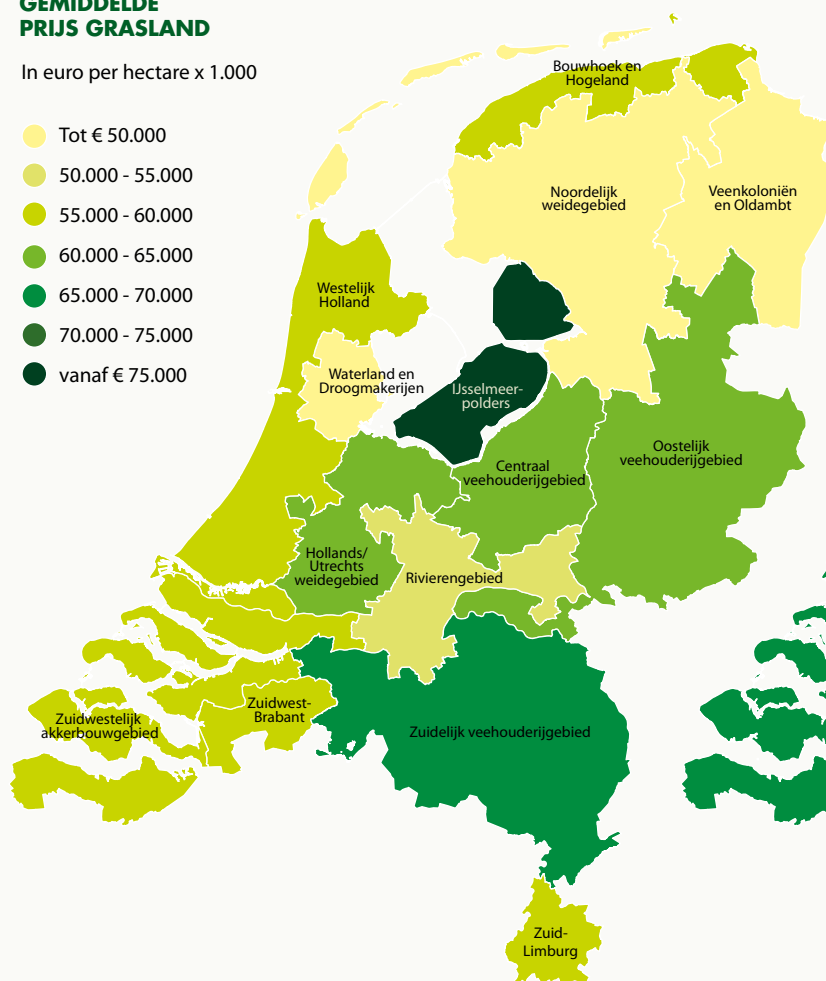 GEMIDDELDE
PRIJS GRASLAND
In euro per hectare x 1.000
Tot € 50.000
50.000 - 55.000
55.000 - 60.000
60.000 - 65.000
65.000 - 70.000
70.000 - 75.000
vanaf € 75.000
Bouwhoek en
Hogeland
Noordelijk
weidegebied
Veenkoloniën
en Oldambt
Westelijk
Holland
Waterland en
Droogmakerijen
IJsselmeer-
polders
Oostelijk
veehouderijgebied
Centraal
veehouderijgebied
Hollands/
Utrechts
weidegebied
Rivierengebied
Zuidwest-
Brabant
Zuidwestelijk
akkerbouwgebied
Zuidelijk veehouderijgebied
Zuid-
Limburg